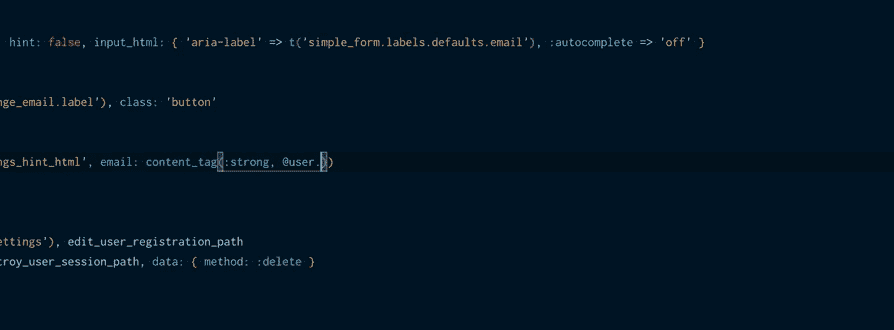 hint: false, input_html: { 'aria-label' => t('simple_form.labels.defaults.email'), :autocomplete => 'off' }
nge_email.label'), class: 'button'
ngs_hint_html', email: content_tag(:strong, @user.))
ettings'), edit_user_registration_path
troy_user_session_path, data: { method: :delete }